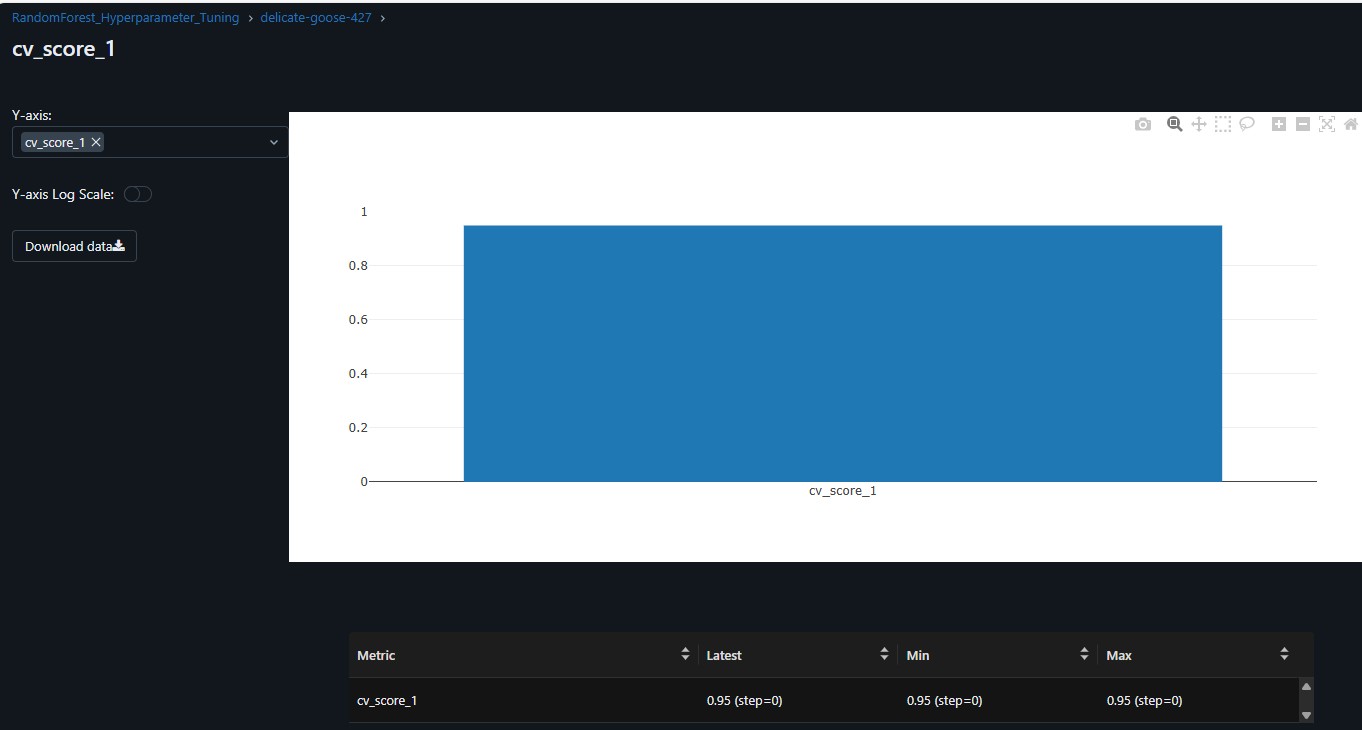 RandomForest_Hyperparameter_Tuning › delicate-goose-427 ›
cv_score_1
Y-axis:
cv_score_1
Y-axis Log Scale:
Download data
1
0.8
0.6
0.4
0.2
0
cv_score_1
Metric Latest Min Max
cv_score_1 0.95 (step=0) 0.95 (step=0) 0.95 (step=0)